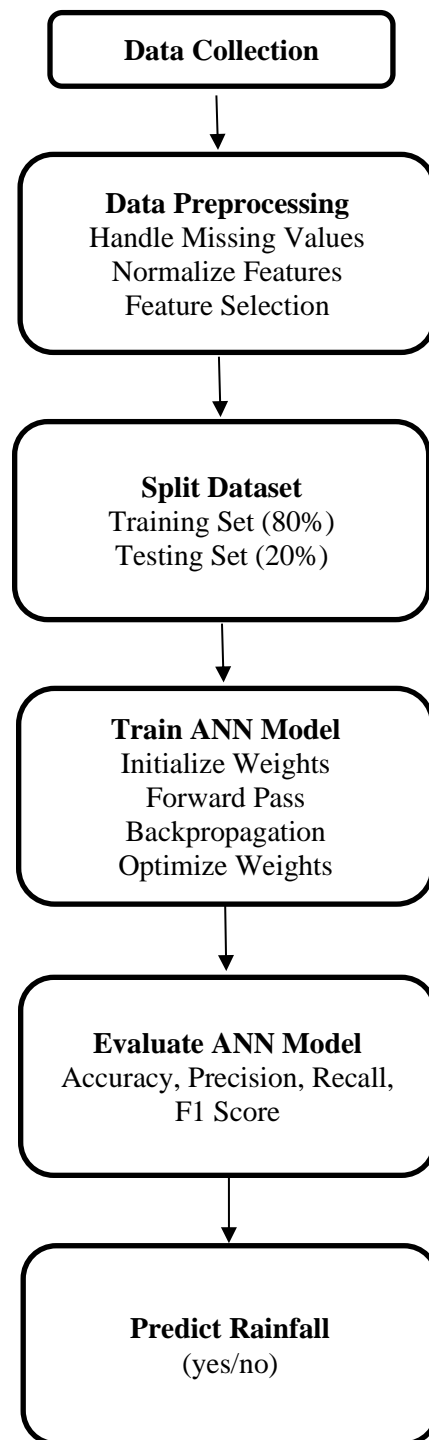 Data Collection
Data Preprocessing
Handle Missing Values
Normalize Features
Feature Selection
Split Dataset
Training Set (80%)
Testing Set (20%)
Train ANN Model
Initialize Weights
Forward Pass
Backpropagation
Optimize Weights
Evaluate ANN Model
Accuracy, Precision, Recall,
F1 Score
Predict Rainfall
(yes/no)